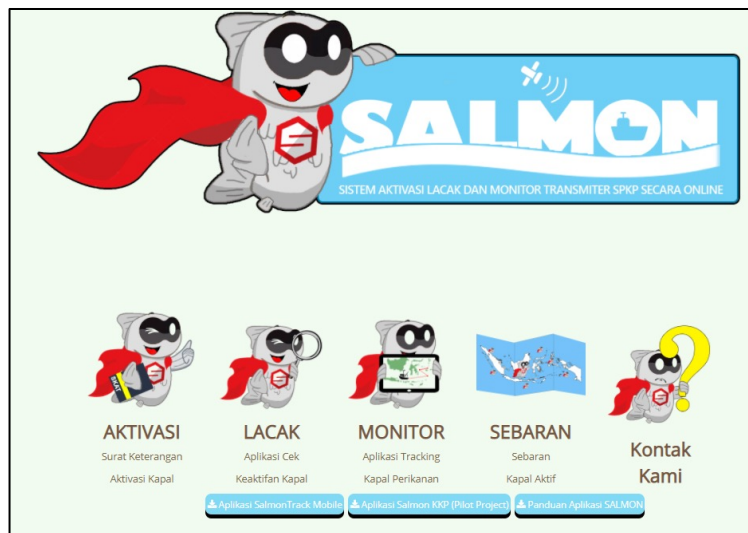 SALMON
SISTEM AKTIVASI LACAK DAN MONITOR TRANSMITER SPKP SECARA ONLINE
SKAT
AKTIVASI
Surat Keterangan
Aktivasi Kapal
LACAK
Aplikasi Cek
Keaktifan Kapal
MONITOR
Aplikasi Tracking
Kapal Perikanan
SEBARAN
Sebaran
Kapal Aktif
Kontak
Kami
Aplikasi SalmonTrack Mobile
Aplikasi Salmon KKP (Pilot Project)
Panduan Aplikasi SALMON